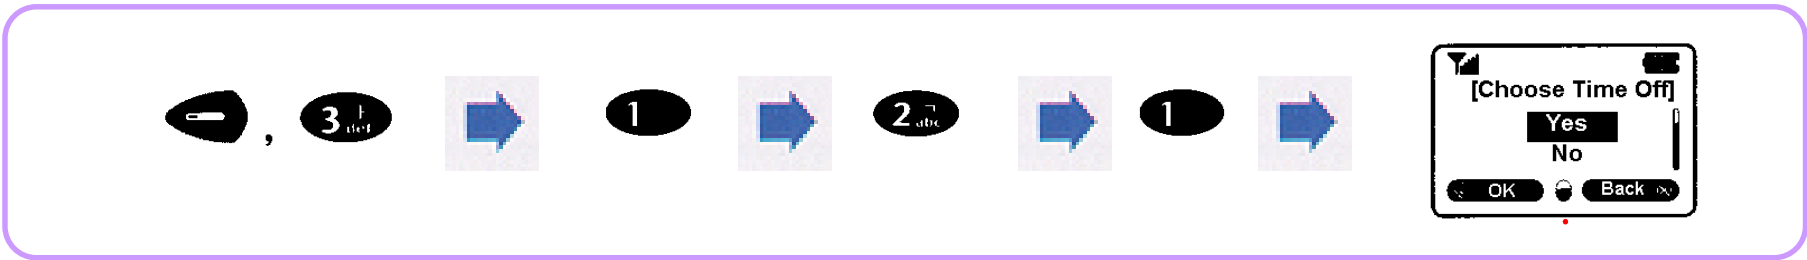 , 3 ㅏ def 1 2 ㄱ abc 1
[Choose Time Off]
Yes
No
OK Back